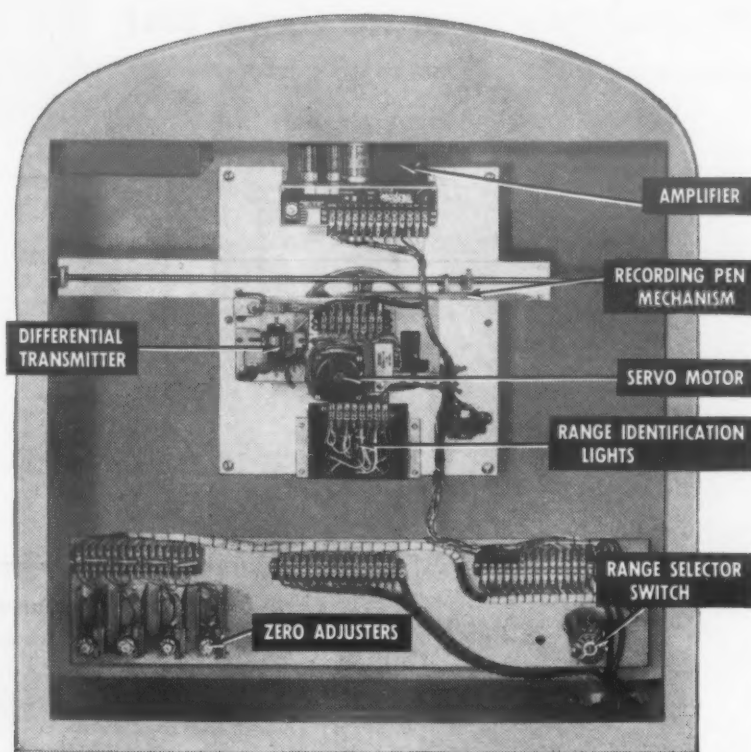 AMPLIFIER
RECORDING PEN
MECHANISM
DIFFERENTIAL
TRANSMITTER
SERVO MOTOR
RANGE IDENTIFICATION
LIGHTS
RANGE SELECTOR
SWITCH
ZERO ADJUSTERS